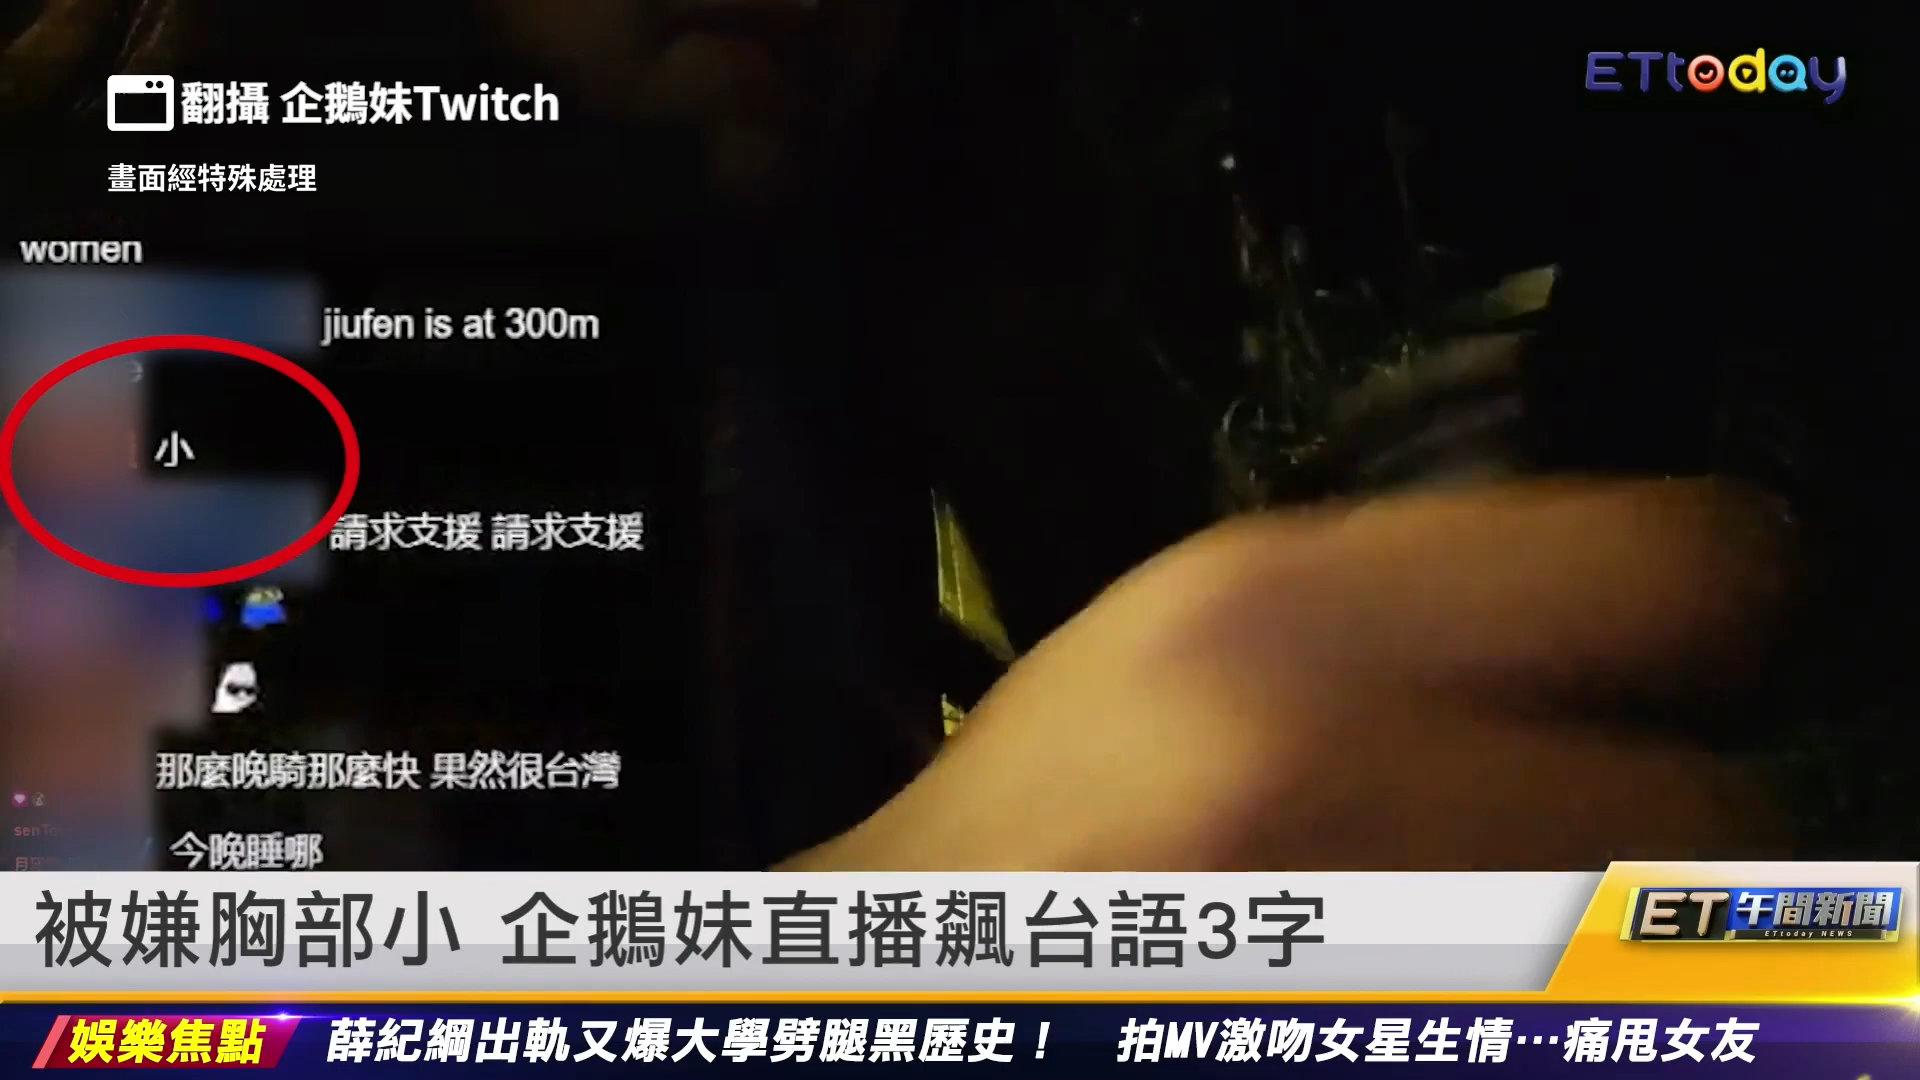 翻攝 企鵝妹Twitch
ETtoday
畫面經特殊處理
women
jiufen is at 300m
小
請求支援 請求支援
那麼晚騎那麼快 果然很台灣
今晚睡哪
被嫌胸部小 企鵝妹直播飆台語3字
ET午間新聞
ETtoday NEWS
娛樂焦點 薛紀綱出軌又爆大學劈腿黑歷史！ 拍MV激吻女星生情…痛甩女友